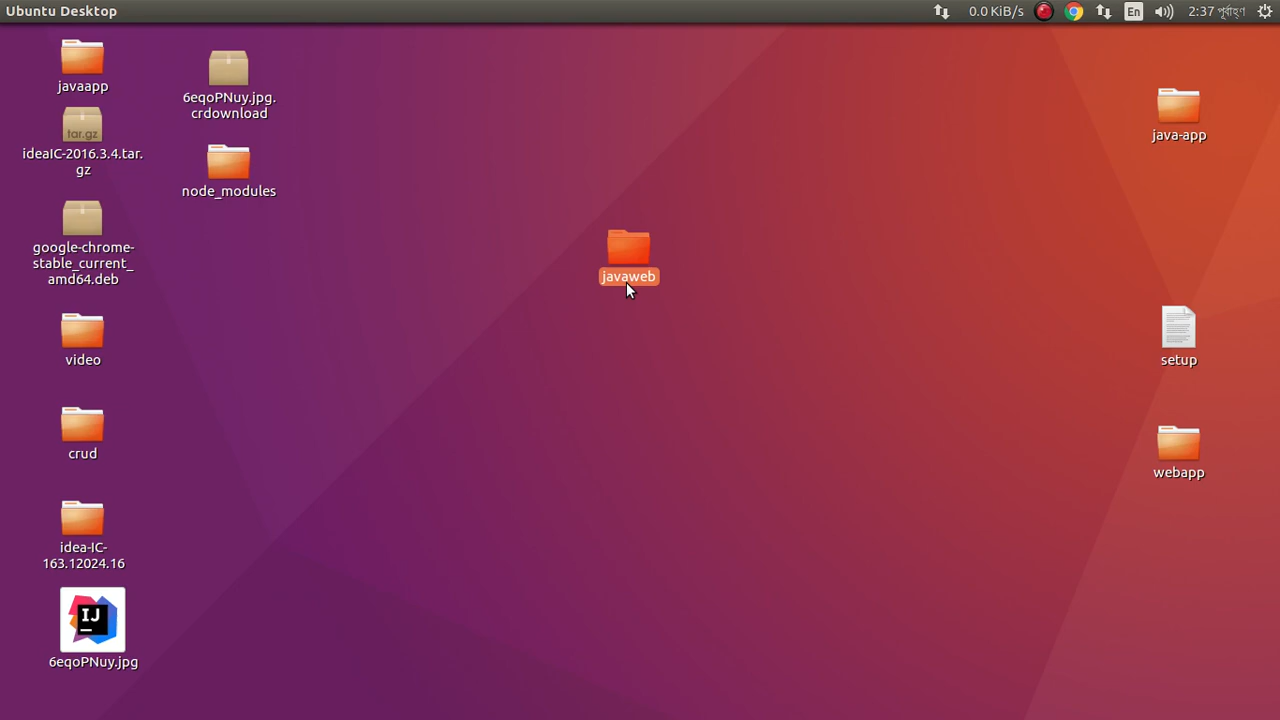 Ubuntu Desktop
0.0 KiB/s
En
2:37 পূর্বাহ্ণ
javaapp
6eqoPNuy.jpg.
crdownload
tar.gz
ideaIC-2016.3.4.tar.
gz
node_modules
google-chrome-
stable_current_
amd64.deb
javaweb
java-app
video
setup
crud
webapp
idea-IC-
163.12024.16
IJ
6eqoPNuy.jpg